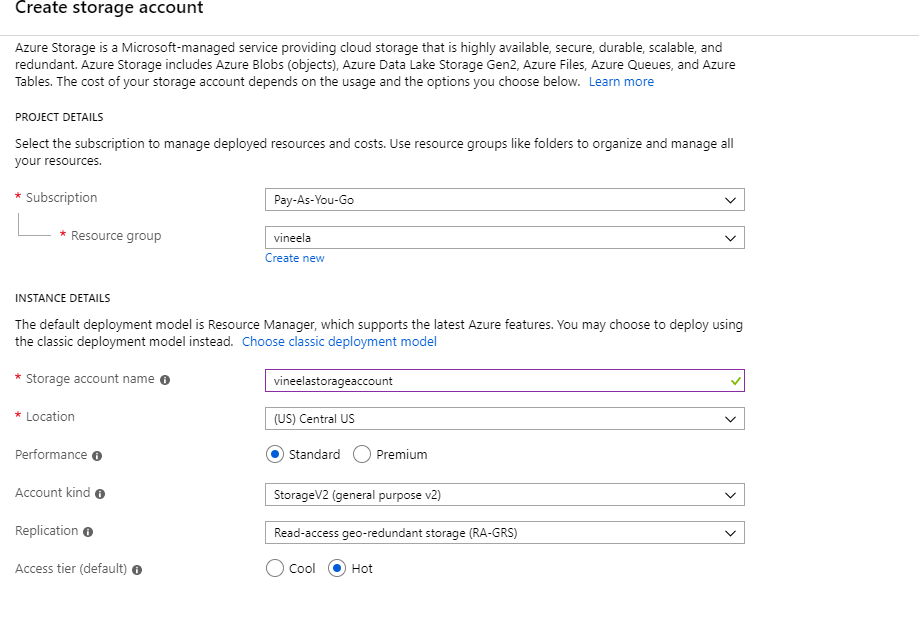 Create storage account
Azure Storage is a Microsoft-managed service providing cloud storage that is highly available, secure, durable, scalable, and
redundant. Azure Storage includes Azure Blobs (objects), Azure Data Lake Storage Gen2, Azure Files, Azure Queues, and Azure
Tables. The cost of your storage account depends on the usage and the options you choose below. Learn more
PROJECT DETAILS
Select the subscription to manage deployed resources and costs. Use resource groups like folders to organize and manage all
your resources.
* Subscription
Pay-As-You-Go
* Resource group
vineela
Create new
INSTANCE DETAILS
The default deployment model is Resource Manager, which supports the latest Azure features. You may choose to deploy using
the classic deployment model instead. Choose classic deployment model
* Storage account name
vineelastorageaccount
* Location
(US) Central US
Performance
Standard Premium
Account kind
StorageV2 (general purpose v2)
Replication
Read-access geo-redundant storage (RA-GRS)
Access tier (default)
Cool Hot